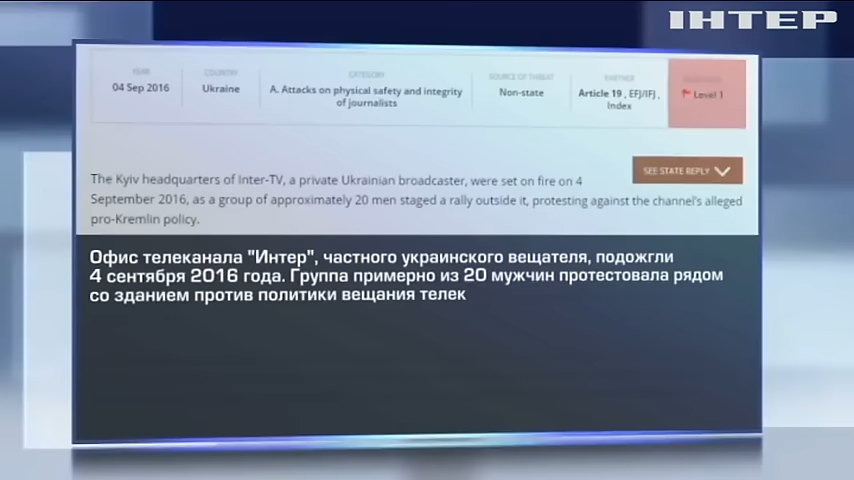 ІНТЕР
YEAR COUNTRY CATEGORY SOURCE OF THREAT PARTNER
04 Sep 2016 Ukraine A. Attacks on physical safety and integrity of journalists Non-state Article 19 , EFJ/IFJ , Index Level 1
SEE STATE REPLY
The Kyiv headquarters of Inter-TV, a private Ukrainian broadcaster, were set on fire on 4
September 2016, as a group of approximately 20 men staged a rally outside it, protesting against the channel's alleged
pro-Kremlin policy.
Офис телеканала "Интер", частного украинского вещателя, подожгли
4 сентября 2016 года. Группа примерно из 20 мужчин протестовала рядом
со зданием против политики вещания телек